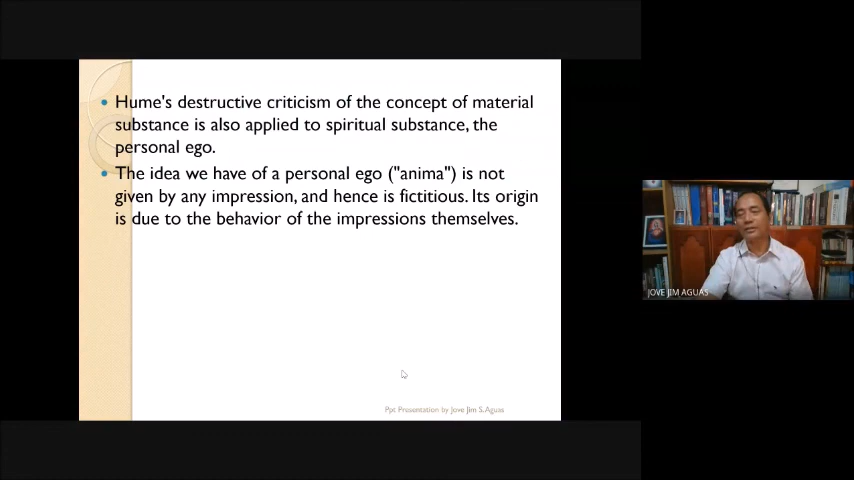 Hume's destructive criticism of the concept of material
substance is also applied to spiritual substance, the
personal ego.
The idea we have of a personal ego ("anima") is not
given by any impression, and hence is fictitious. Its origin
is due to the behavior of the impressions themselves.
Ppt Presentation by Jove Jim S. Aguas
JOVE JIM AGUAS